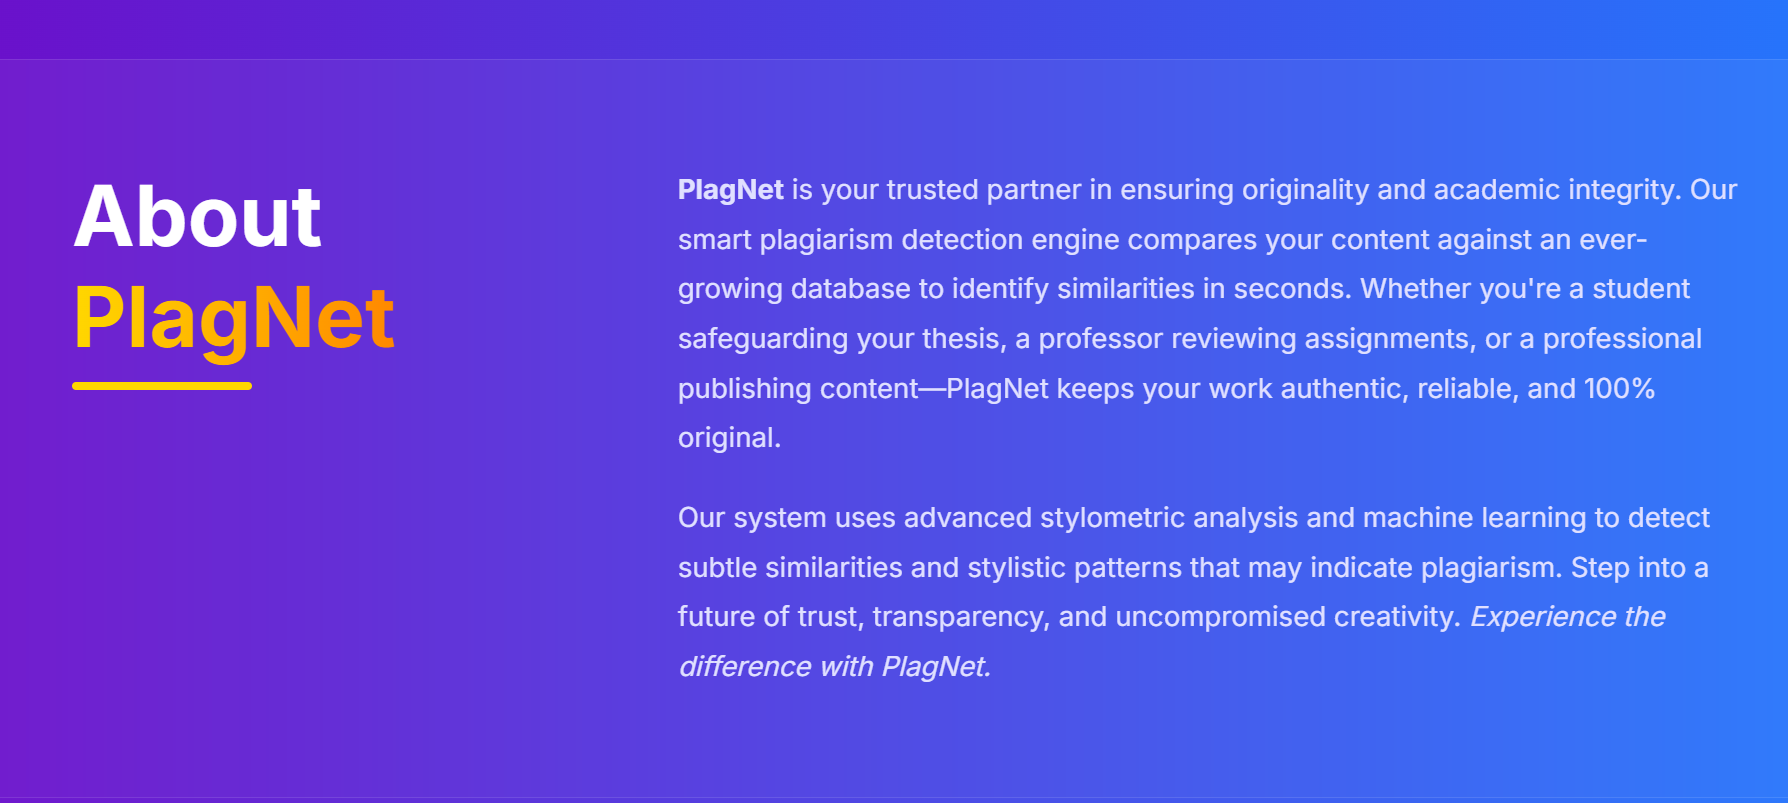 About
PlagNet
PlagNet is your trusted partner in ensuring originality and academic integrity. Our
smart plagiarism detection engine compares your content against an ever-
growing database to identify similarities in seconds. Whether you're a student
safeguarding your thesis, a professor reviewing assignments, or a professional
publishing content—PlagNet keeps your work authentic, reliable, and 100%
original.
Our system uses advanced stylometric analysis and machine learning to detect
subtle similarities and stylistic patterns that may indicate plagiarism. Step into a
future of trust, transparency, and uncompromised creativity. Experience the
difference with PlagNet.